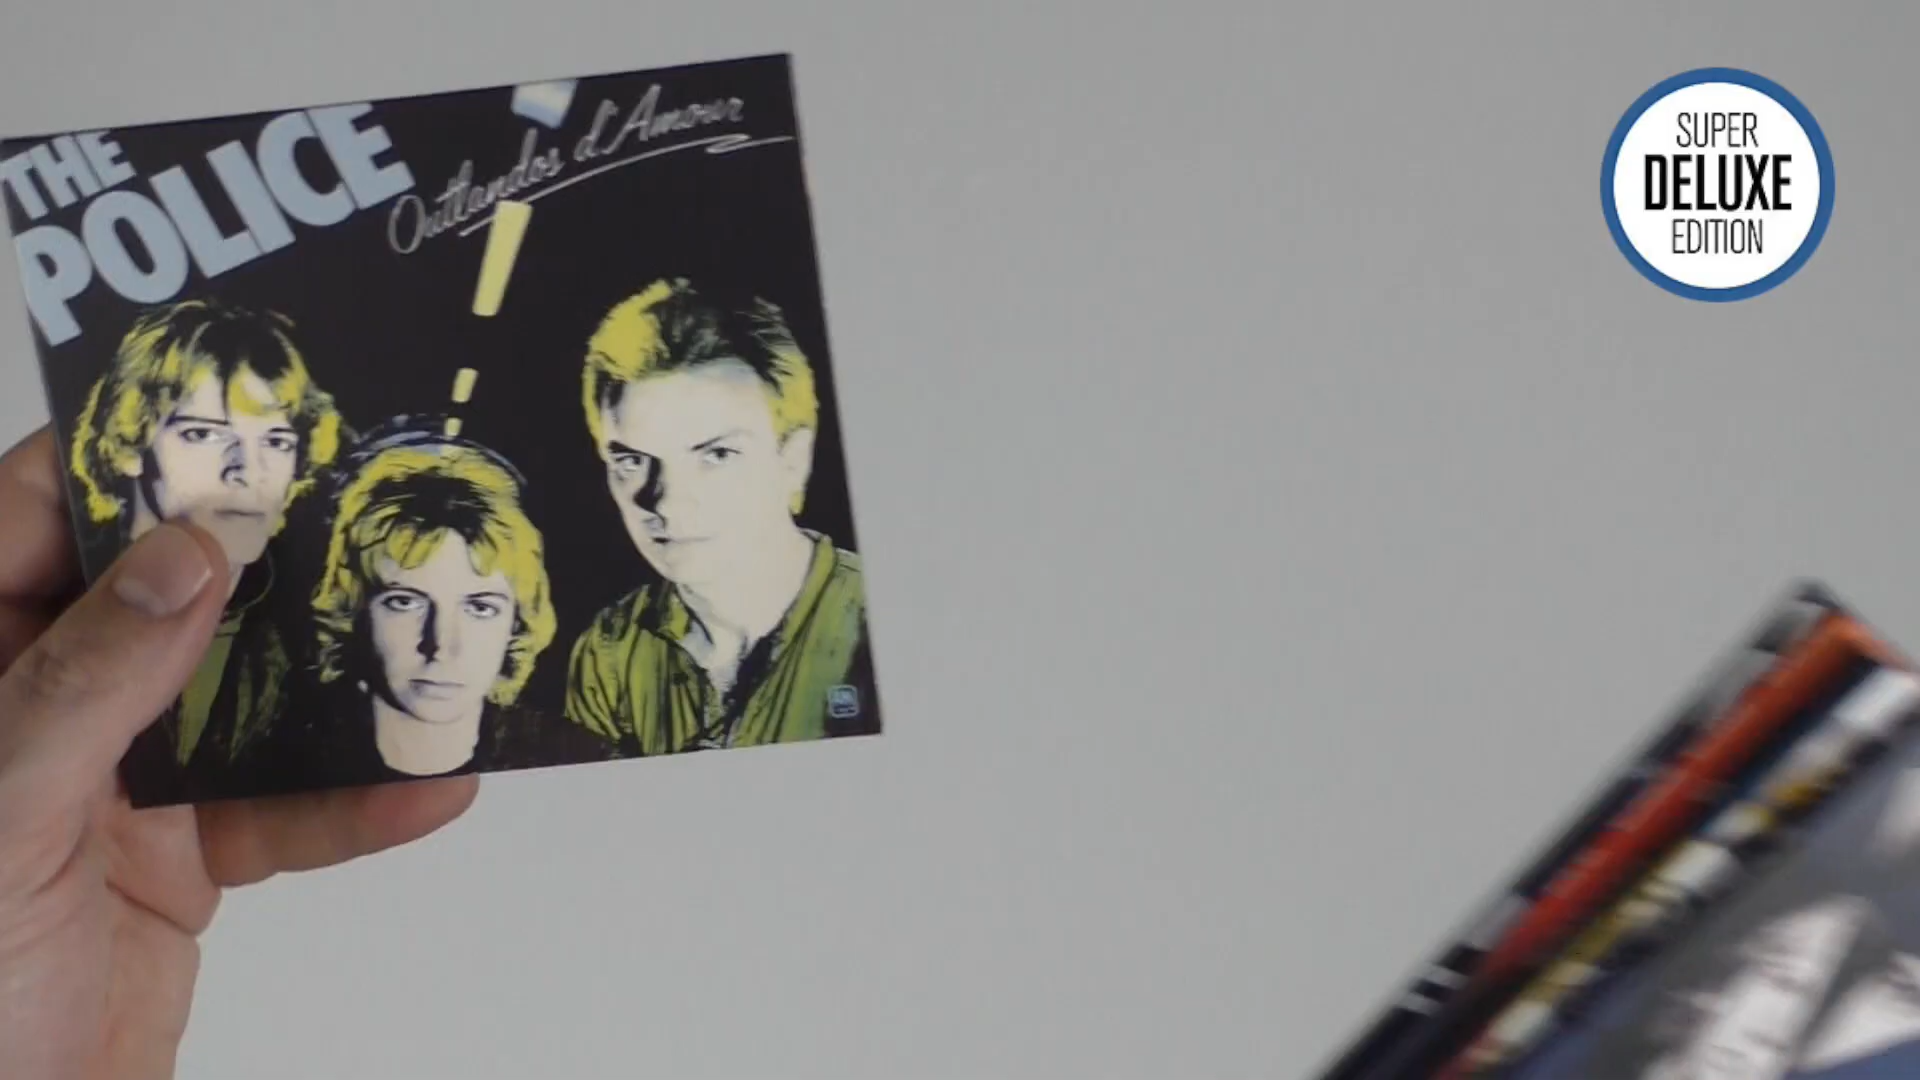 THE
POLICE
Outlandos d'Amour
SUPER
DELUXE
EDITION